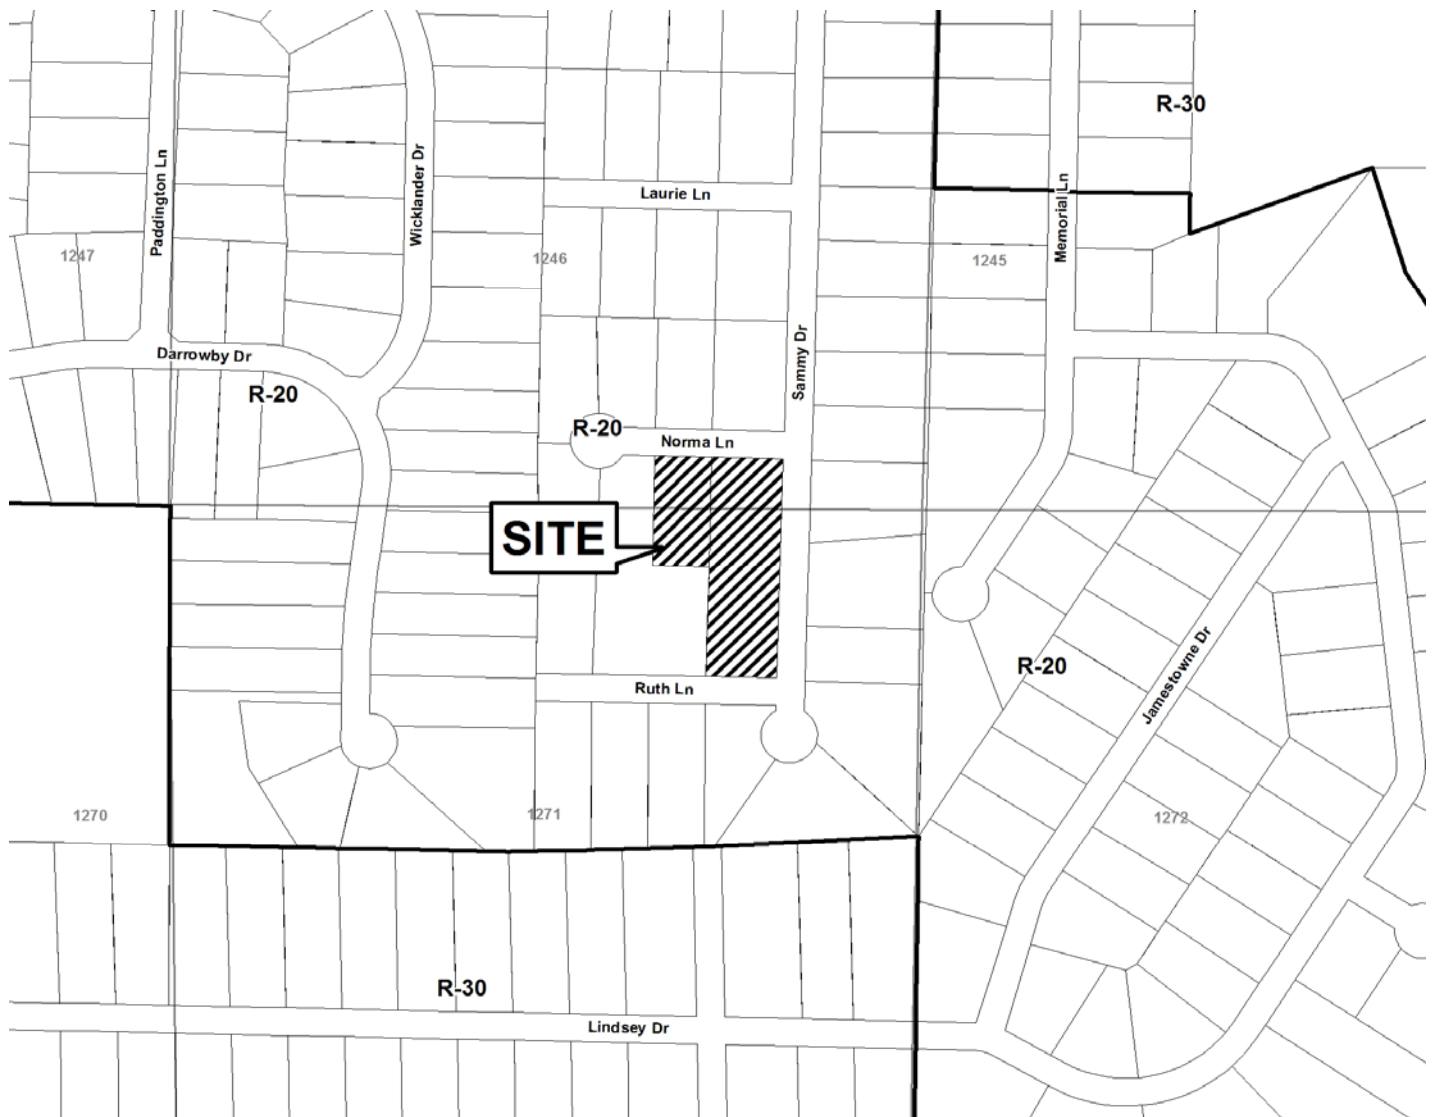 R-30
Paddington Ln
Wicklander Dr
Laurie Ln
Memorial Ln
1247
1246
1245
Sammy Dr
Darrowby Dr
R-20
R-20
Norma Ln
SITE
R-20
Jamestowne Dr
Ruth Ln
1270
1271
1272
R-30
Lindsey Dr